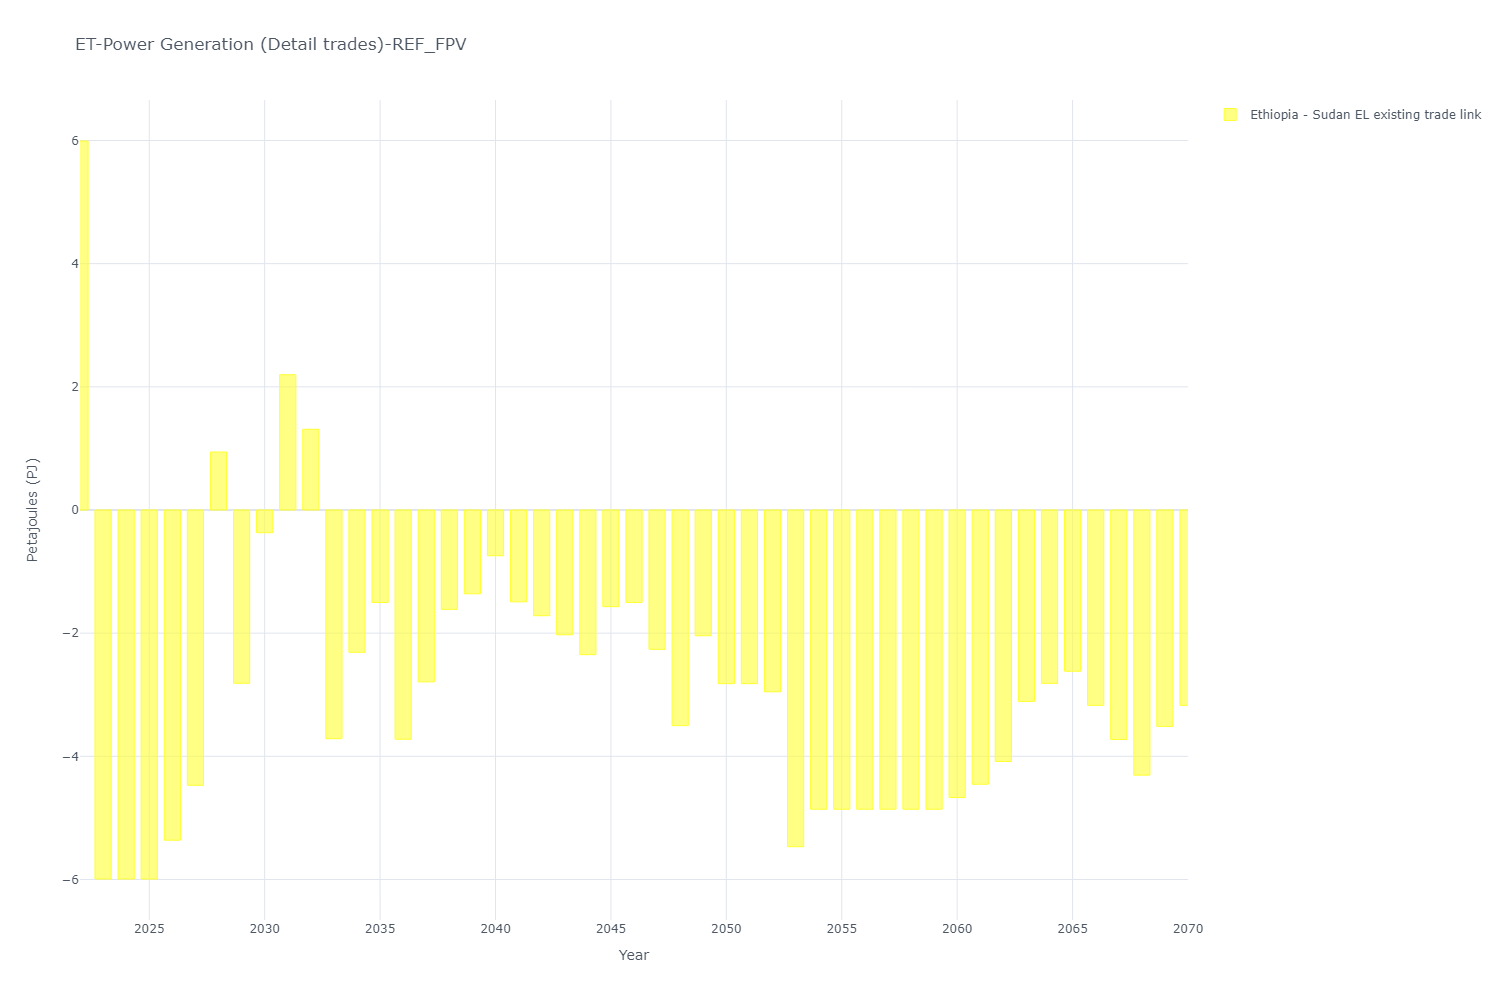 ET-Power Generation (Detail trades)-REF_FPV
Ethiopia - Sudan EL existing trade link
6
4
2
0
−2
−4
−6
Petajoules (PJ)
2025 2030 2035 2040 2045 2050 2055 2060 2065 2070
Year